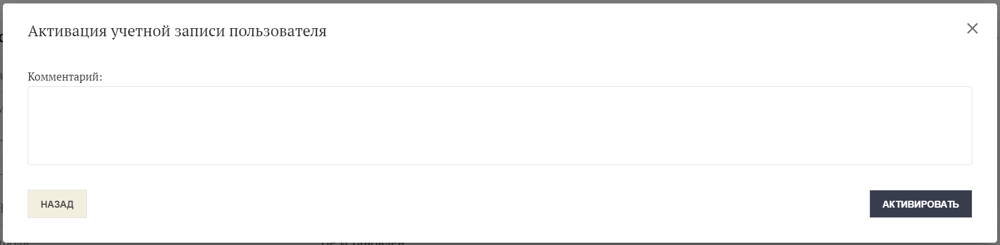 Активация учетной записи пользователя
Комментарий:
НАЗАД
АКТИВИРОВАТЬ